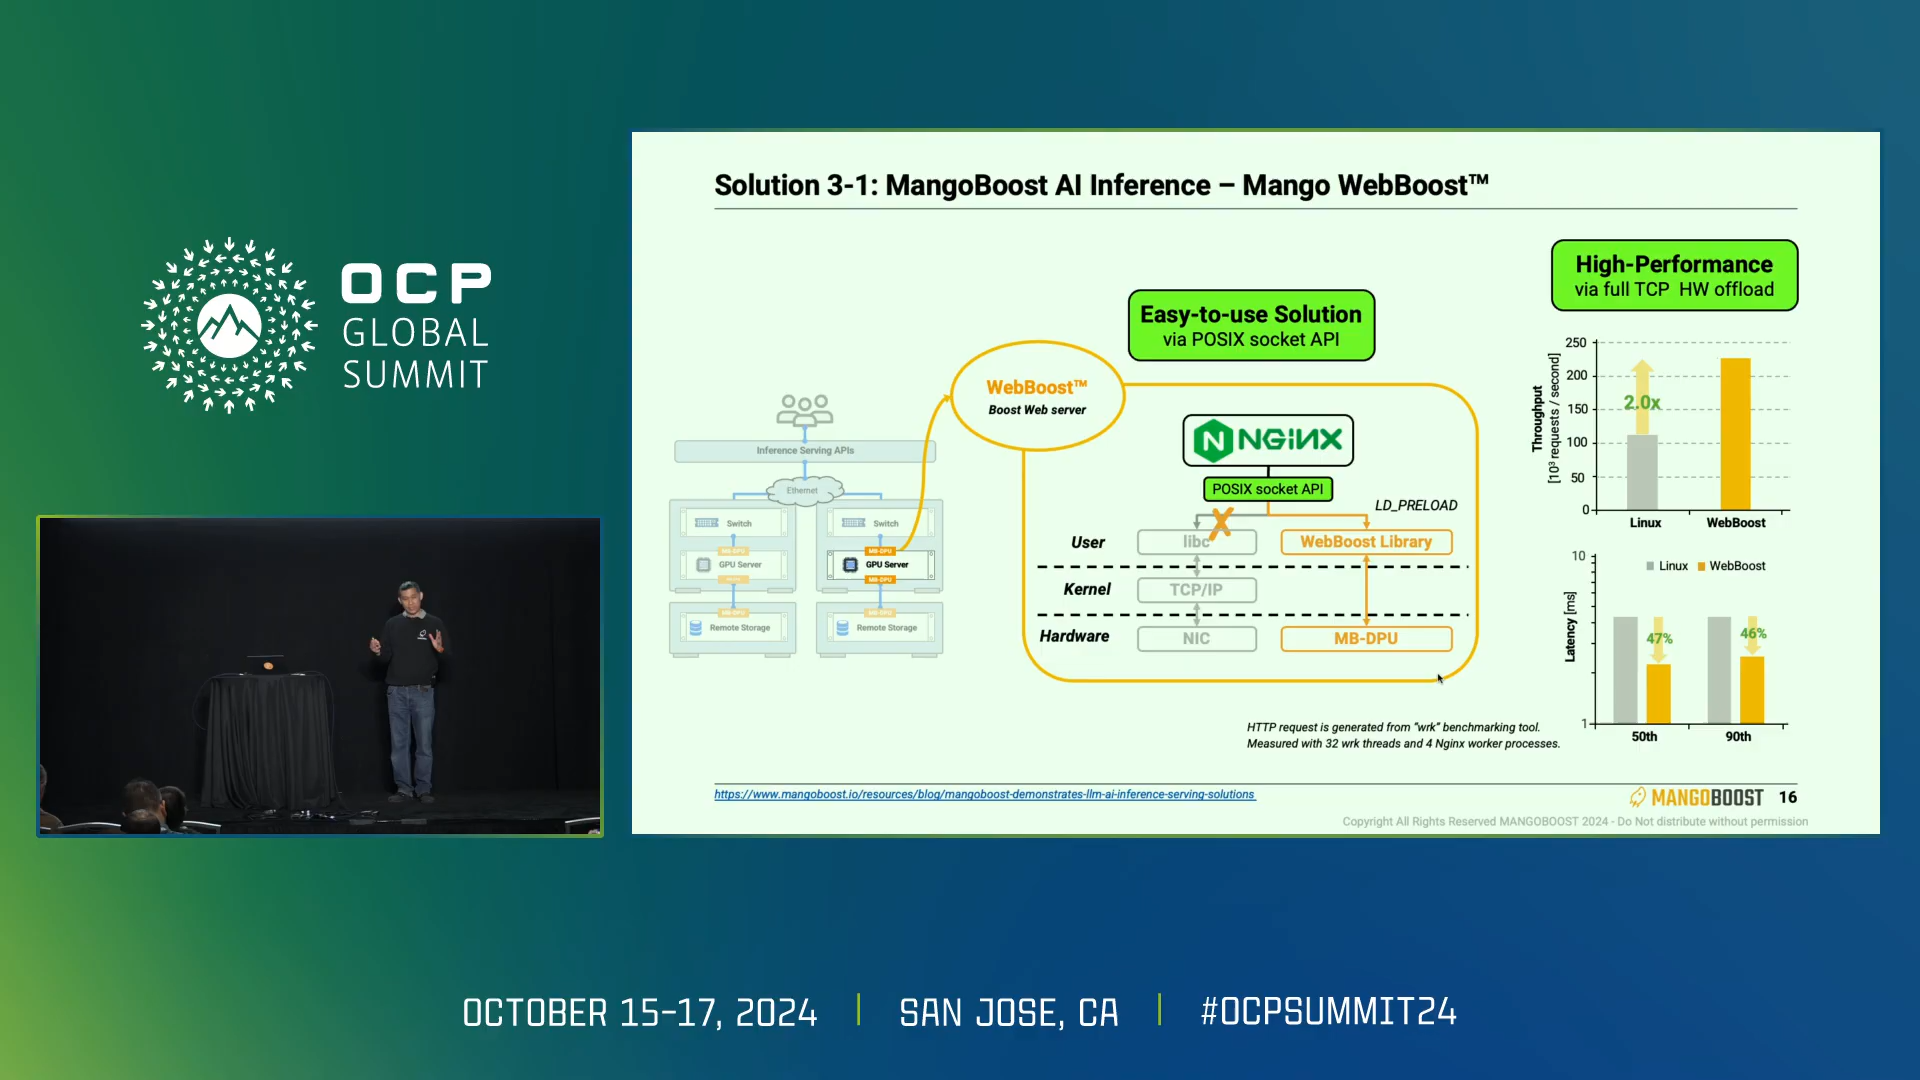 OCP
GLOBAL
SUMMIT
Solution 3-1: MangoBoost AI Inference – Mango WebBoost™
High-Performance
via full TCP HW offload
Easy-to-use Solution
via POSIX socket API
WebBoost™
Boost Web server
NGINX
POSIX socket API
LD_PRELOAD
User
libc
X
WebBoost Library
Kernel
TCP/IP
Hardware
NIC
MB-DPU
Inference Serving APIs
Ethernet
Switch
Switch
MB-DPU
MB-DPU
GPU Server
GPU Server
MB-DPU
MB-DPU
MB-DPU
Remote Storage
Remote Storage
Throughput
[10³ requests / second]
250
200
150
100
50
0
2.0x
Linux
WebBoost
Latency [ms]
10
1
Linux
WebBoost
47%
46%
50th
90th
HTTP request is generated from "wrk" benchmarking tool.
Measured with 32 wrk threads and 4 Nginx worker processes.
https://www.mangoboost.io/resources/blog/mangoboost-demonstrates-llm-ai-inference-serving-solutions
MANGOBOOST 16
Copyright All Rights Reserved MANGOBOOST 2024 - Do Not distribute without permission
OCTOBER 15-17, 2024 | SAN JOSE, CA | #OCPSUMMIT24